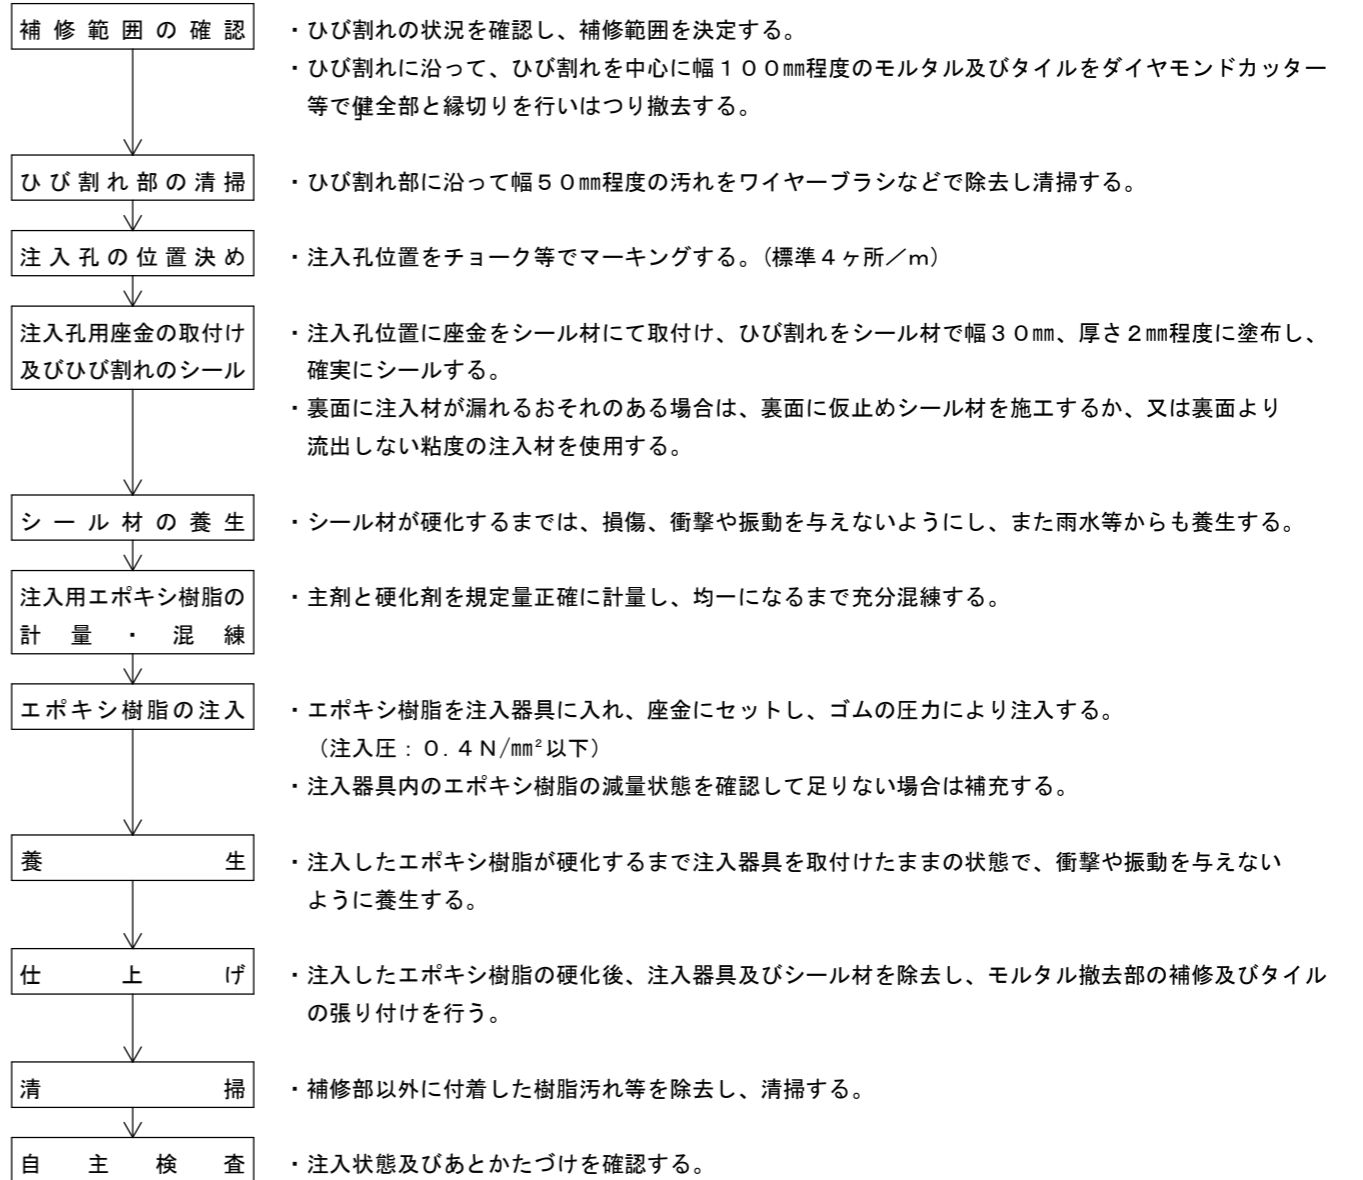 補修範囲の確認 ・ひび割れの状況を確認し、補修範囲を決定する。
・ひび割れに沿って、ひび割れを中心に幅１００㎜程度のモルタル及びタイルをダイヤモンドカッター
等で健全部と縁切りを行いはつり撤去する。
ひび割れ部の清掃 ・ひび割れ部に沿って幅５０㎜程度の汚れをワイヤーブラシなどで除去し清掃する。
注入孔の位置決め ・注入孔位置をチョーク等でマーキングする。（標準４ヶ所／ｍ）
注入孔用座金の取付け ・注入孔位置に座金をシール材にて取付け、ひび割れをシール材で幅３０㎜、厚さ２㎜程度に塗布し、
及びひび割れのシール 確実にシールする。
・裏面に注入材が漏れるおそれのある場合は、裏面に仮止めシール材を施工するか、又は裏面より
流出しない粘度の注入材を使用する。
シール材の養生 ・シール材が硬化するまでは、損傷、衝撃や振動を与えないようにし、また雨水等からも養生する。
注入用エポキシ樹脂の ・主剤と硬化剤を規定量正確に計量し、均一になるまで充分混練する。
計量・混練
エポキシ樹脂の注入 ・エポキシ樹脂を注入器具に入れ、座金にセットし、ゴムの圧力により注入する。
（注入圧：０．４Ｎ/㎜²以下）
・注入器具内のエポキシ樹脂の減量状態を確認して足りない場合は補充する。
養生 ・注入したエポキシ樹脂が硬化するまで注入器具を取付けたままの状態で、衝撃や振動を与えない
ように養生する。
仕上げ ・注入したエポキシ樹脂の硬化後、注入器具及びシール材を除去し、モルタル撤去部の補修及びタイル
の張り付けを行う。
清掃 ・補修部以外に付着した樹脂汚れ等を除去し、清掃する。
自主検査 ・注入状態及びあとかたづけを確認する。